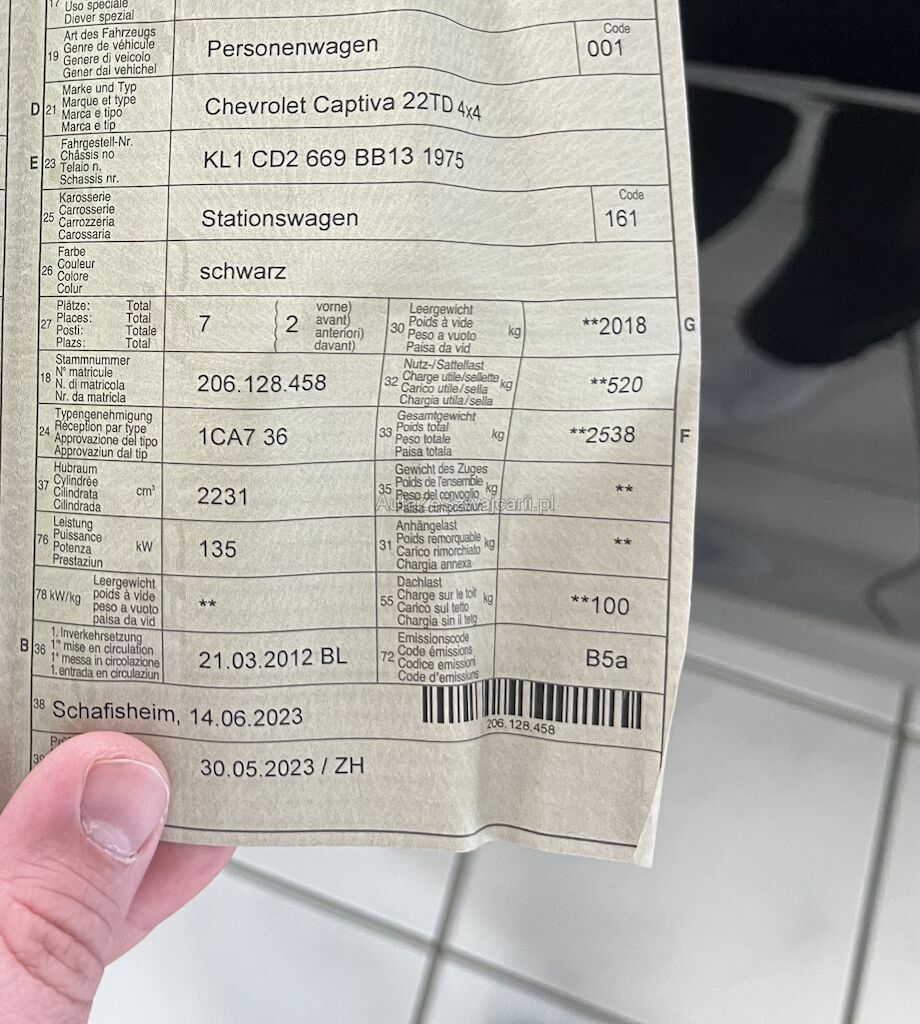 17 Uso speciale
Diever spezial
19 Art des Fahrzeugs
Genre de véhicule
Genere di veicolo
Gener dal vehichel
Personenwagen
Code
001
D 21 Marke und Typ
Marque et type
Marca e tipo
Marca e tip
Chevrolet Captiva 22TD 4x4
E 23 Fahrgestell-Nr.
Châssis no
Telaio n.
Schassis nr.
KL1 CD2 669 BB13 1975
25 Karosserie
Carrosserie
Carrozzeria
Carossaria
Stationswagen
Code
161
26 Farbe
Couleur
Colore
Colur
schwarz
27 Plätze: Total
Places: Total
Posti: Totale
Plazs: Total
7
2
vorne)
avant)
anteriori)
davant)
30 Leergewicht
Poids à vide
Peso a vuoto
Paisa da vid
kg
**2018
G
18 Stammnummer
N° matricule
N. di matricola
Nr. da matricla
206.128.458
32 Nutz-/Sattellast
Charge utile/sellette
Carico utile/sella
Chargia utila/sella
kg
**520
24 Typengenehmigung
Réception par type
Approvazione del tipo
Approvaziun dal tip
1CA7 36
33 Gesamtgewicht
Poids total
Peso totale
Paisa totala
kg
**2538
F
37 Hubraum
Cylindrée
Cilindrata
Cilindrada
cm³
2231
35 Gewicht des Zuges
Poids de l'ensemble
Peso del convoglio
kg
**
76 Leistung
Puissance
Potenza
Prestaziun
kW
135
31 Anhängelast
Poids remorquable
Carico rimorchiato
Chargia annexa
kg
**
78 kW/kg
Leergewicht
poids à vide
peso a vuoto
paisa da vid
**
55 Dachlast
Charge sur le toit
Carico sul tetto
Chargia sin il tetg
kg
**100
B 36 1. Inverkehrsetzung
1re mise en circulation
1a messa in circolazione
1. entrada en circulaziun
21.03.2012 BL
72 Emissionscode
Code émissions
Codice emissioni
Code d'emissiuns
B5a
38 Schafisheim, 14.06.2023
206.128.458
39
30.05.2023 / ZH